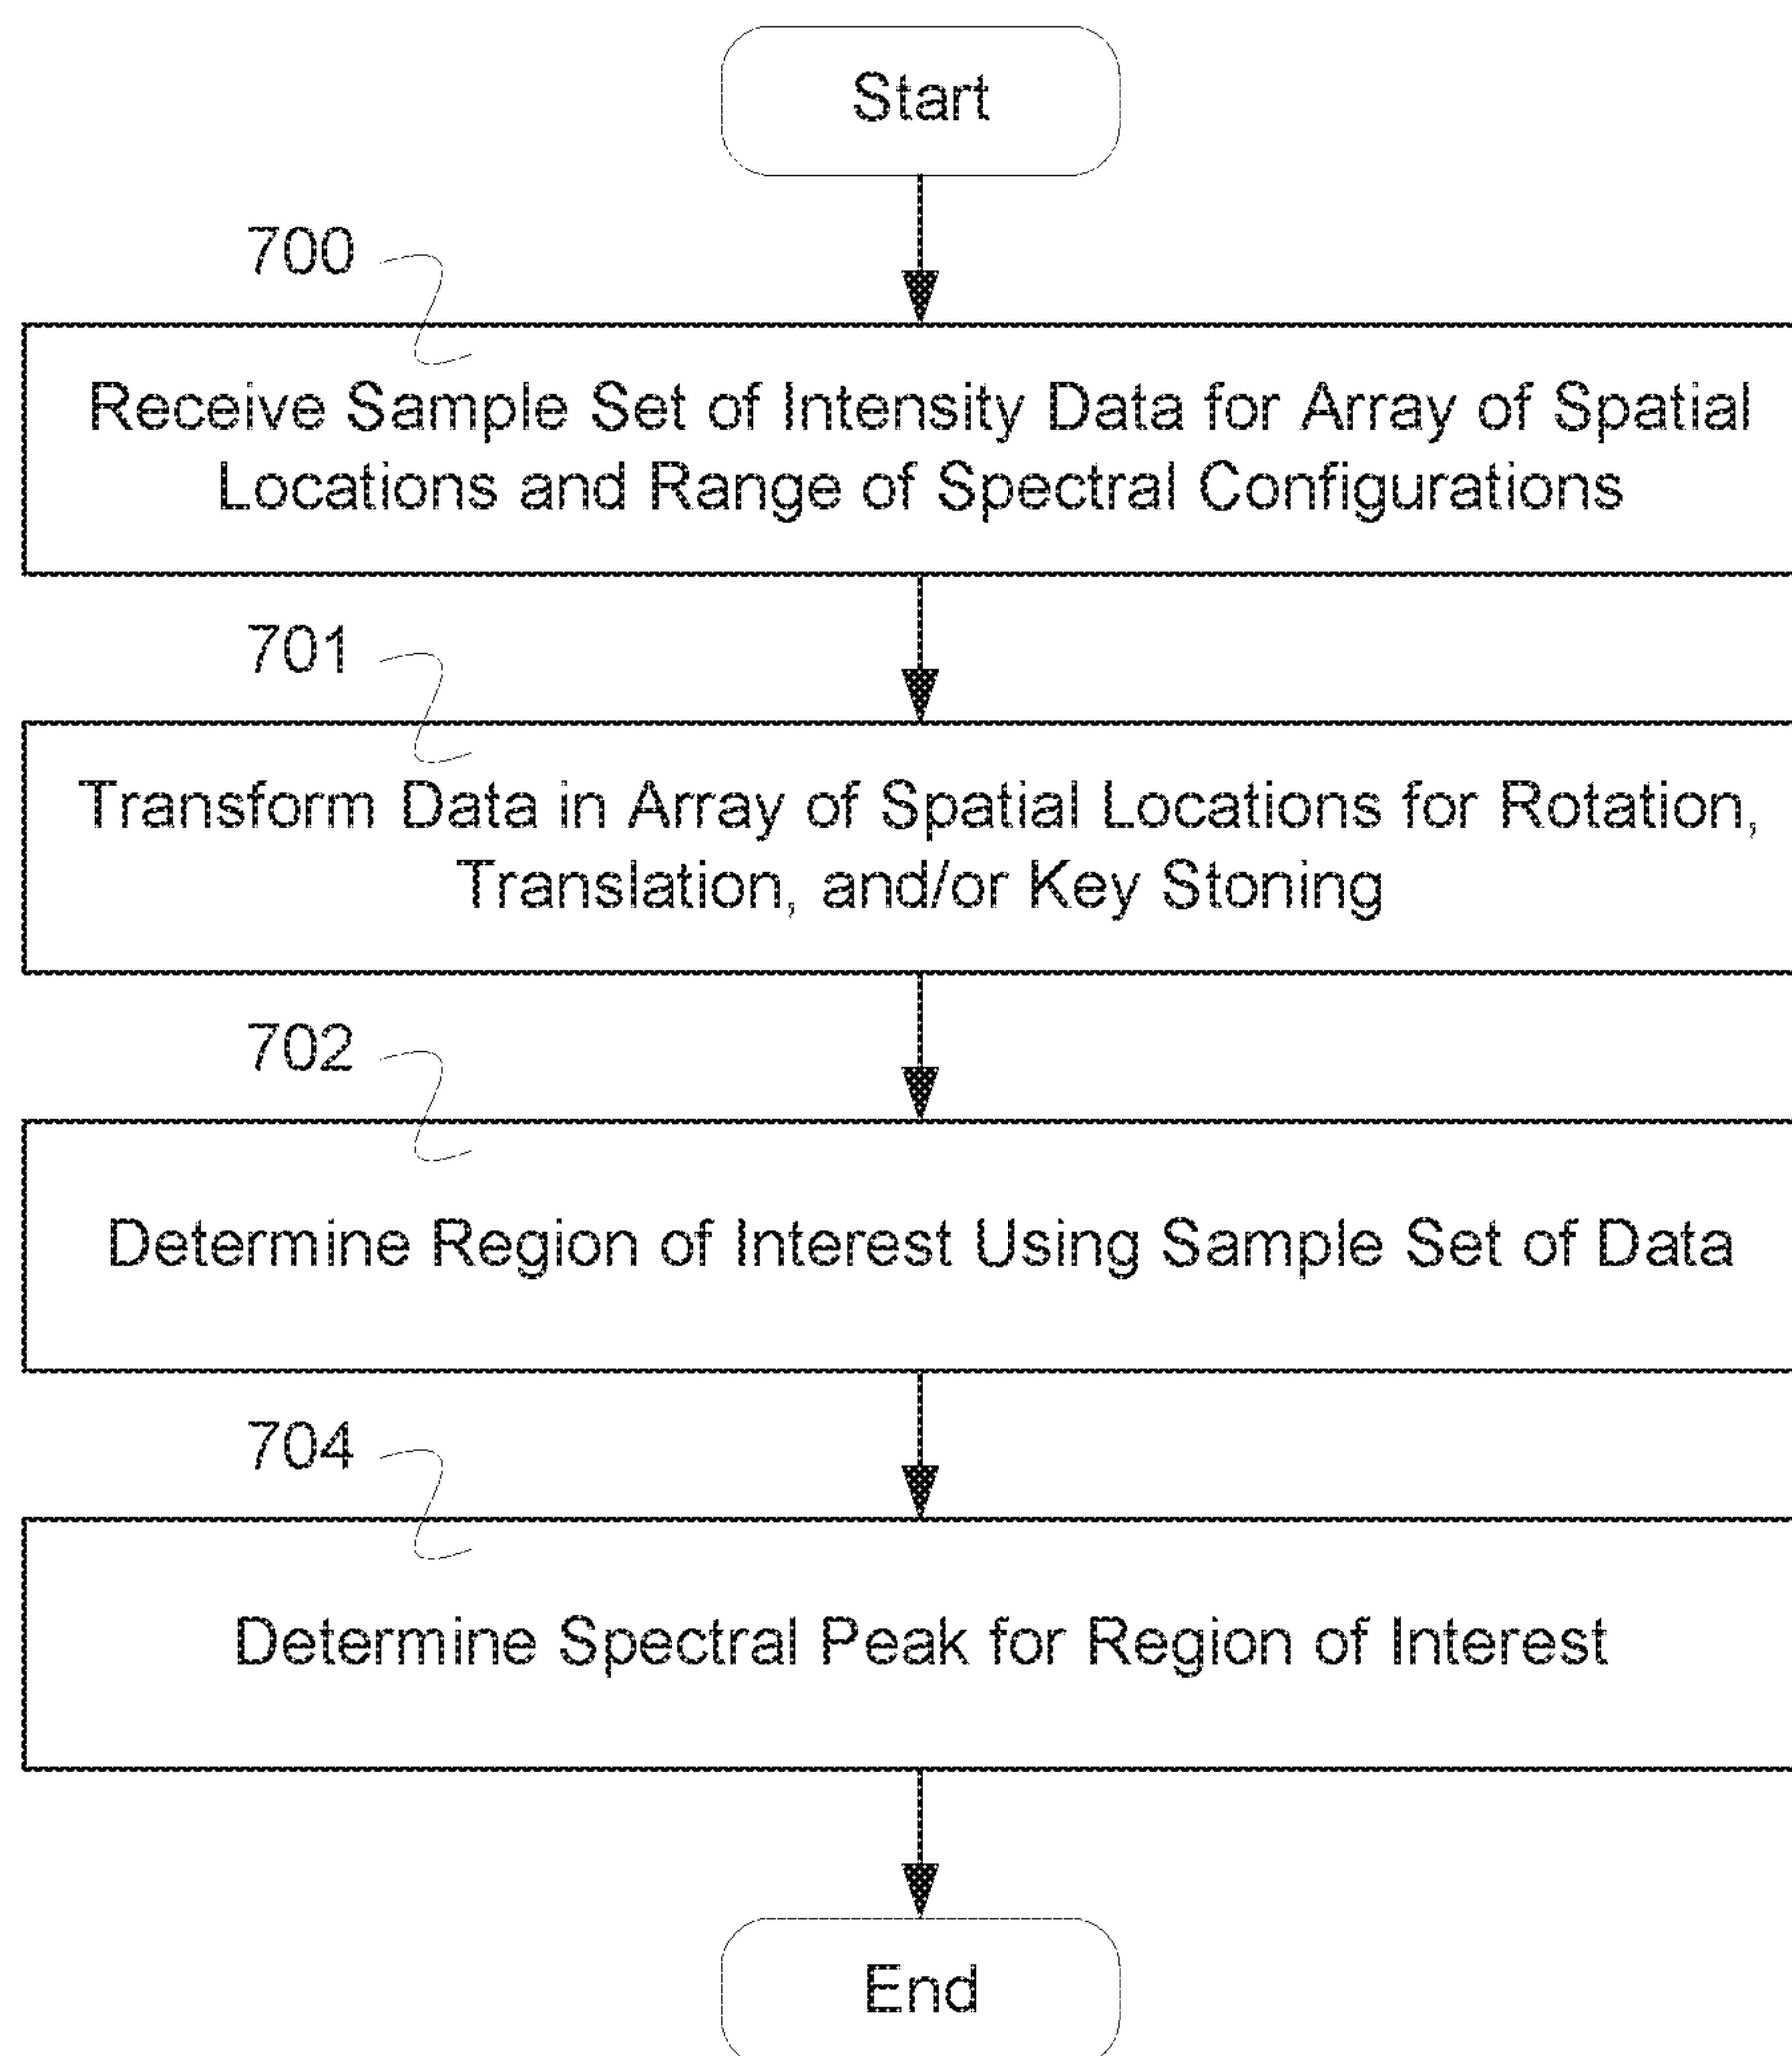 Start
700
Receive Sample Set of Intensity Data for Array of Spatial
Locations and Range of Spectral Configurations
701
Transform Data in Array of Spatial Locations for Rotation,
Translation, and/or Key Stoning
702
Determine Region of Interest Using Sample Set of Data
704
Determine Spectral Peak for Region of Interest
End